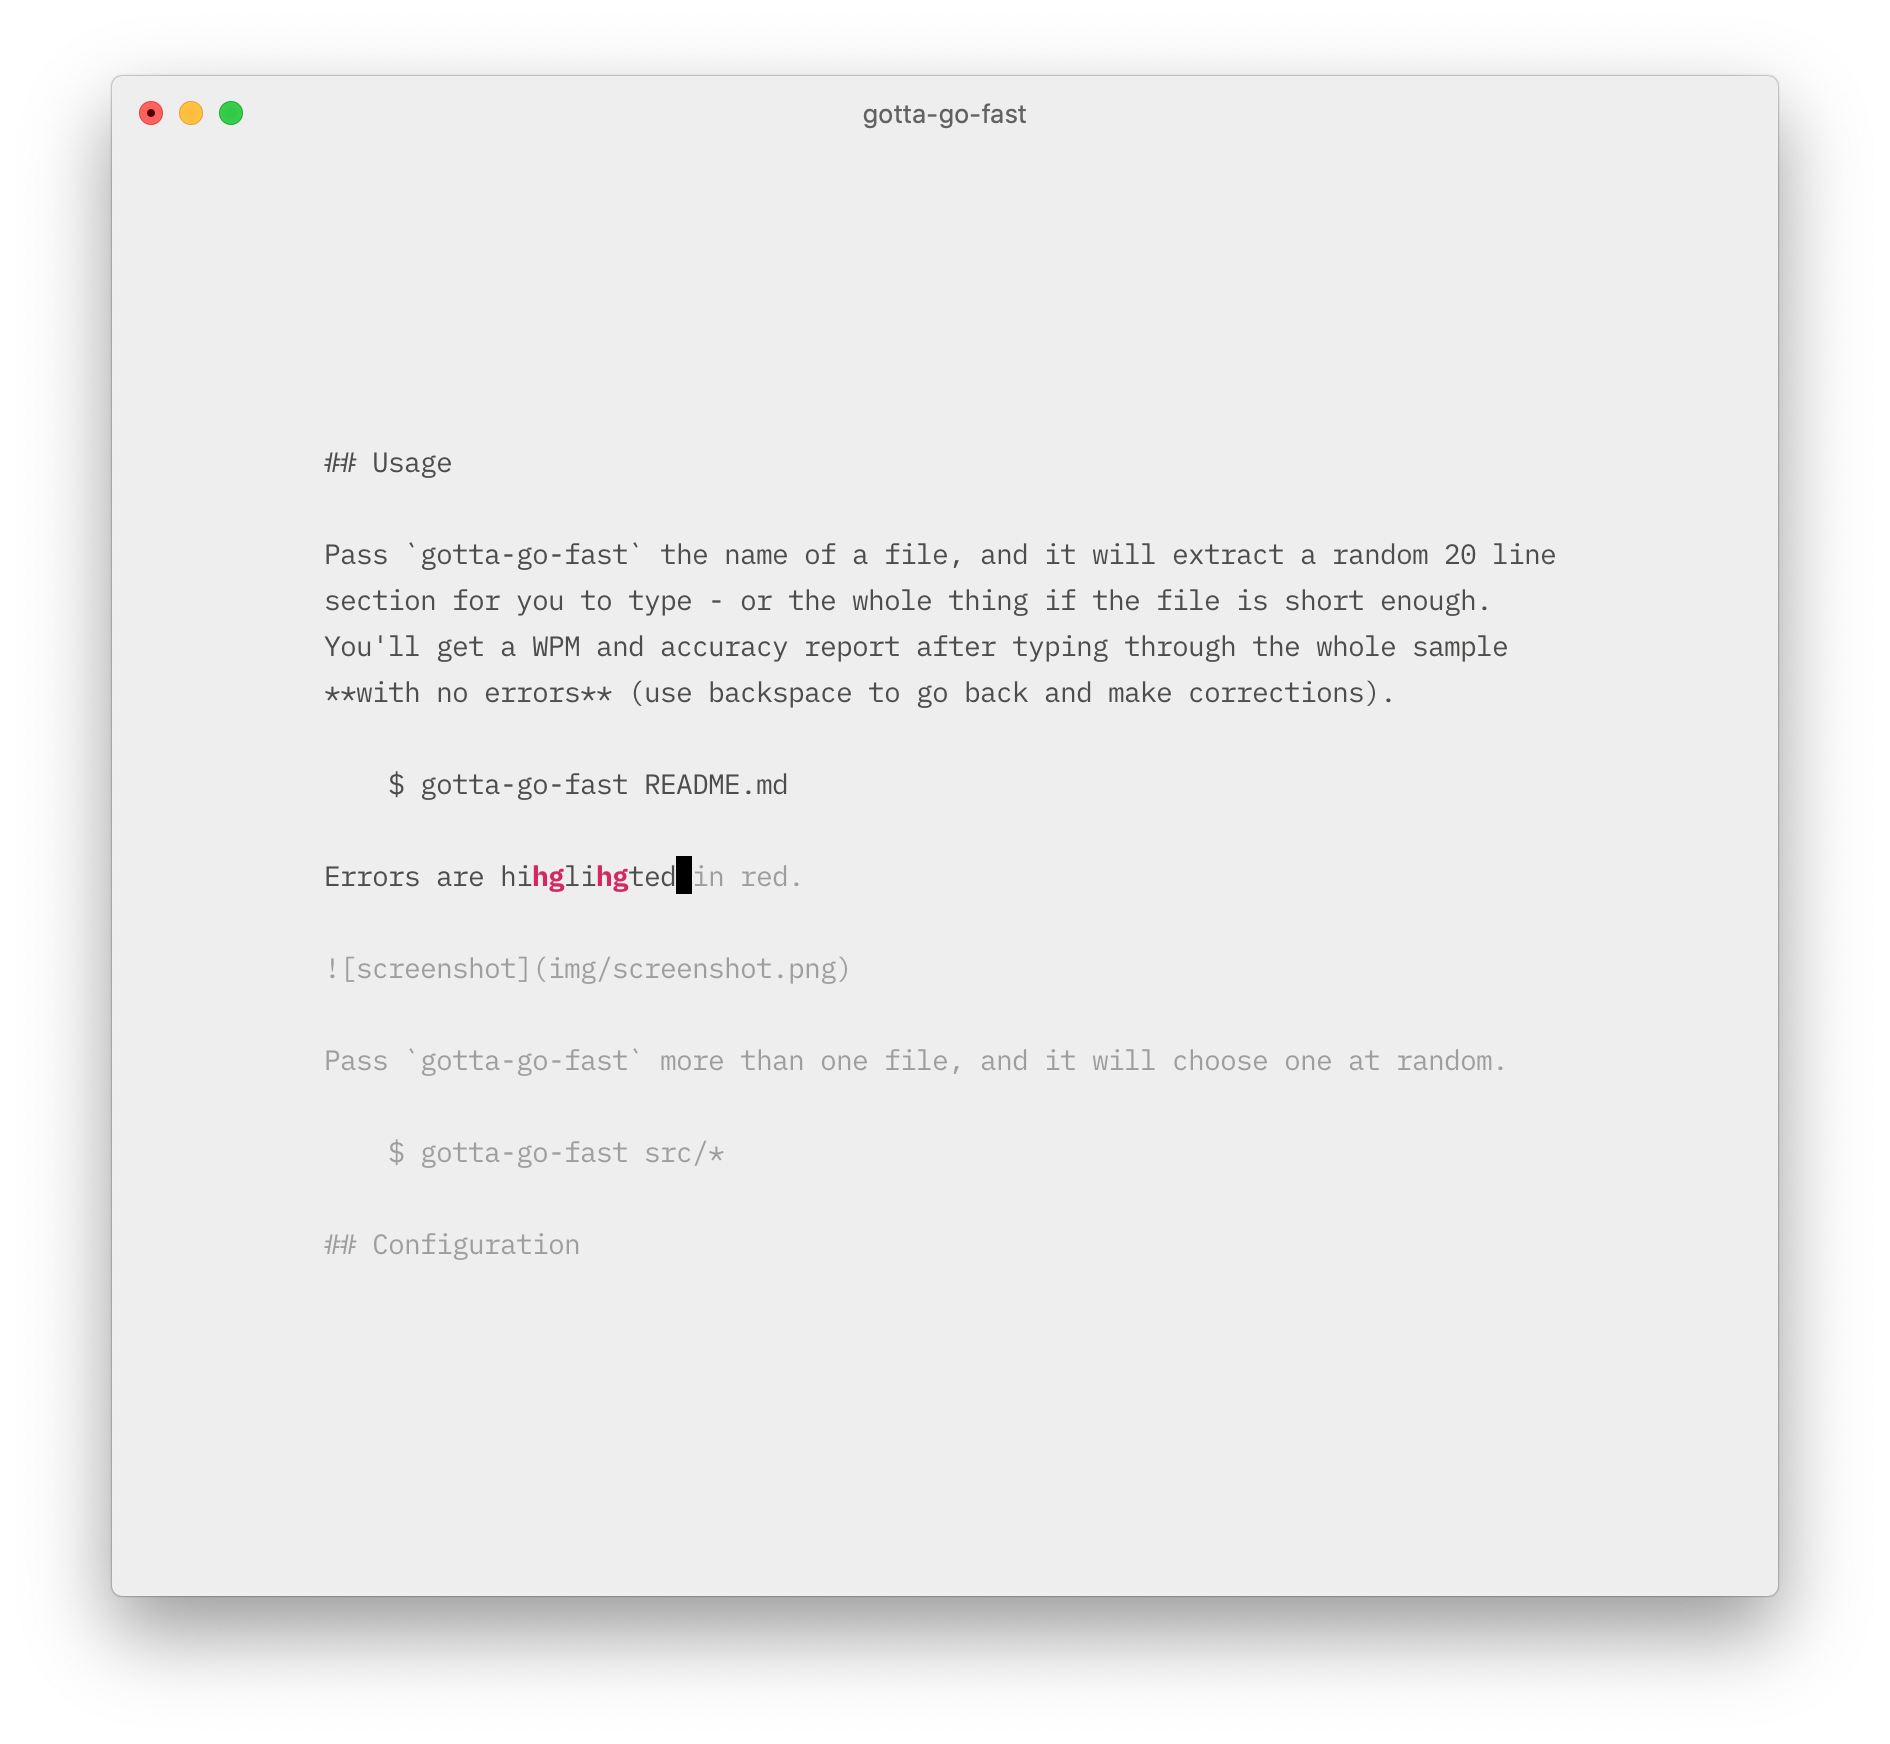 gotta-go-fast
## Usage
Pass `gotta-go-fast` the name of a file, and it will extract a random 20 line
section for you to type - or the whole thing if the file is short enough.
You'll get a WPM and accuracy report after typing through the whole sample
**with no errors** (use backspace to go back and make corrections).
    $ gotta-go-fast README.md
Errors are hihglihgted in red.
![screenshot](img/screenshot.png)
Pass `gotta-go-fast` more than one file, and it will choose one at random.
    $ gotta-go-fast src/*
## Configuration